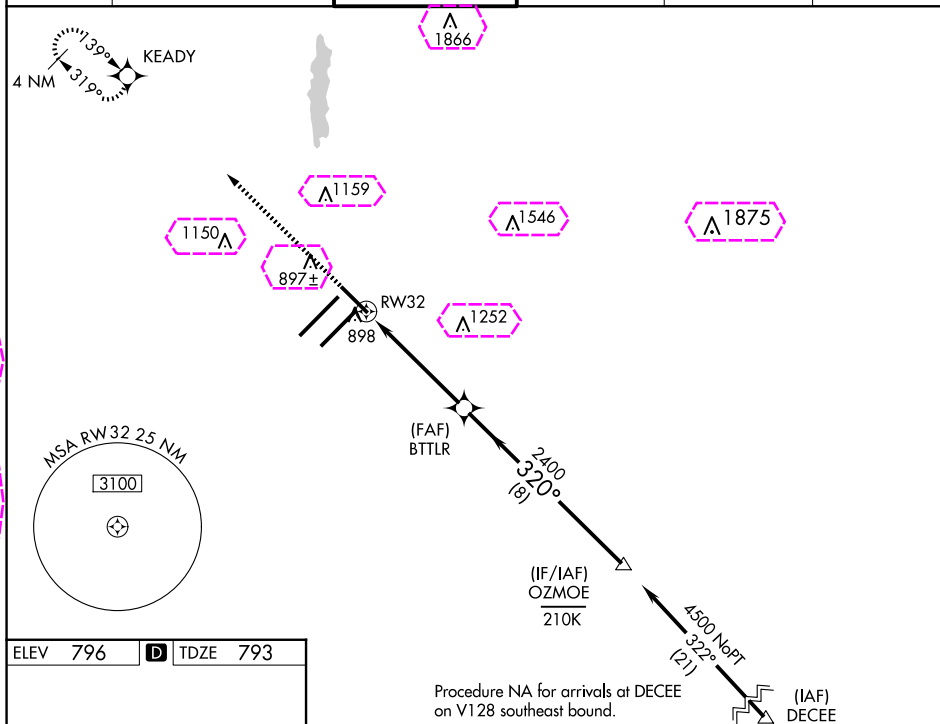 1866
139°
KEADY
4 NM
319°
1159
1546
1875
1150
897±
RW32
898
1252
(FAF)
BTTLR
2400
320°
(8)
MSA RW32 25 NM
3100
(IF/IAF)
OZMOE
210K
4500 NoPT
322°
(21)
ELEV 796 D TDZE 793
Procedure NA for arrivals at DECEE
on V128 southeast bound.
(IAF)
DECEE